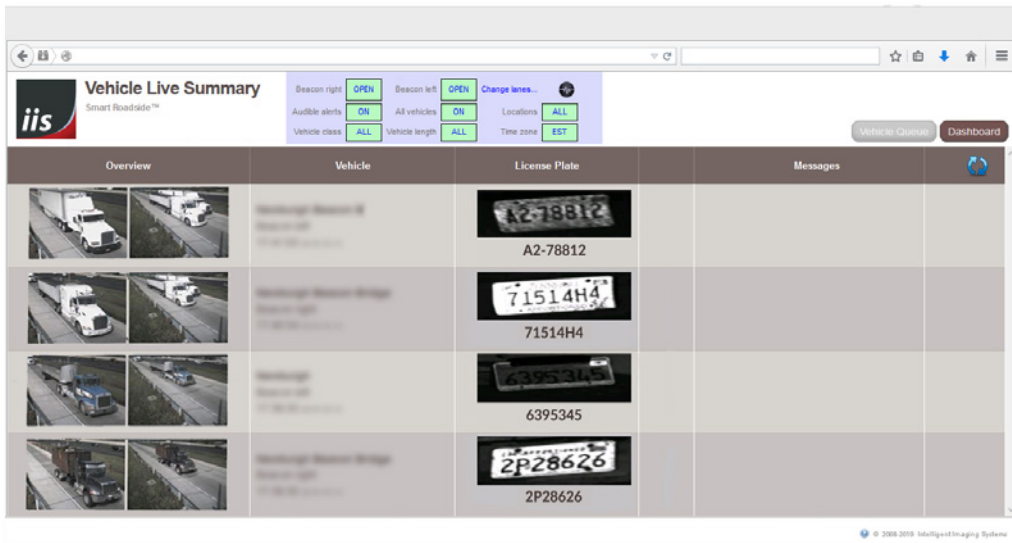 iis
Vehicle Live Summary
Smart Roadside™
Beacon right OPEN Beacon left OPEN Change lanes...
Audible alerts ON All vehicles ON Locations ALL
Vehicle class ALL Vehicle length ALL Time zone EST
Vehicle Queue Dashboard
Overview Vehicle License Plate Messages
A2-78812
A2-78812
71514H4
71514H4
6395345
6395345
2P28626
2P28626
© 2008-2019 Intelligent Imaging Systems